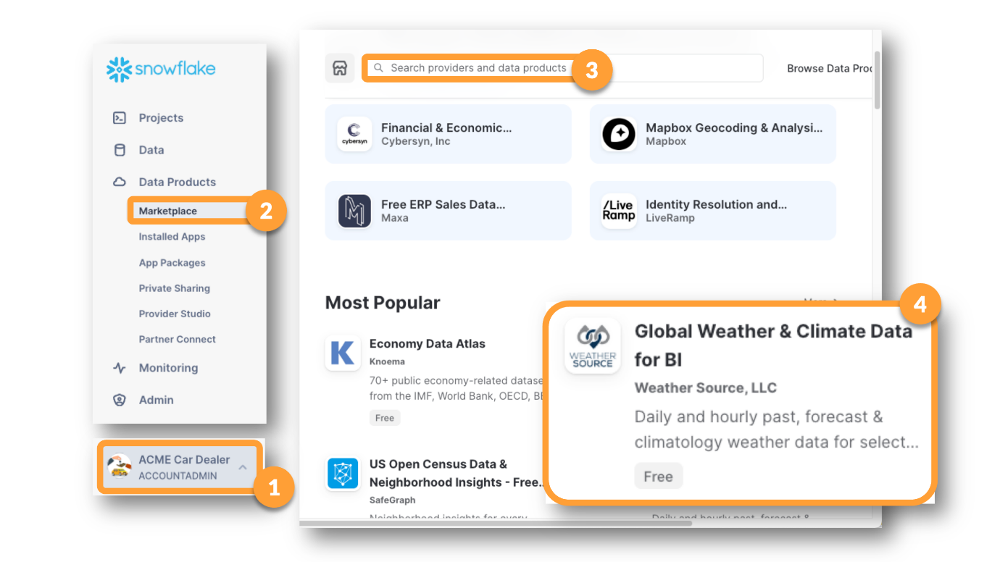 snowflake
Projects
Data
Data Products
Marketplace
2
Installed Apps
App Packages
Private Sharing
Provider Studio
Partner Connect
Monitoring
Admin
ACME Car Dealer
ACCOUNTADMIN
1
Search providers and data products
3
Browse Data
cybersyn
Financial & Economic...
Cybersyn, Inc
Mapbox Geocoding & Analysi...
Mapbox
Free ERP Sales Data...
Maxa
/Live
Ramp
Identity Resolution and...
LiveRamp
Most Popular
K
Economy Data Atlas
Knoema
70+ public economy-related
from the IMF, World Bank, OECD,
Free
US Open Census Data &
Neighborhood Insights - Free..
SafeGraph
Neighborhood insights for every
4
WEATHER
SOURCE
Global Weather & Climate Data
for BI
Weather Source, LLC
Daily and hourly past, forecast &
climatology weather data for select...
Free
Daily and hourly past, forecast &